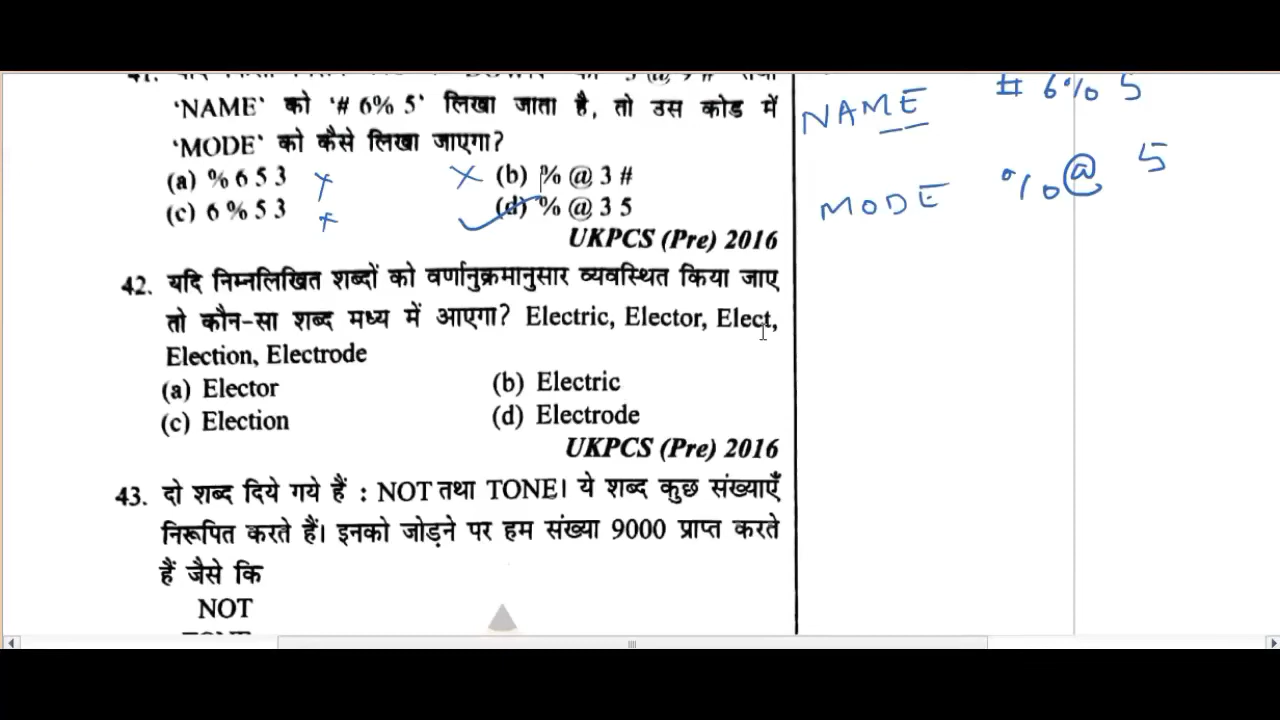 'NAME' को '# 6% 5' लिखा जाता है, तो उस कोड में
'MODE' को कैसे लिखा जाएगा?
(a) % 6 5 3
(b) % @ 3 #
(c) 6 % 5 3
(d) % @ 3 5
UKPCS (Pre) 2016
42. यदि निम्नलिखित शब्दों को वर्णानुक्रमानुसार व्यवस्थित किया जाए
तो कौन-सा शब्द मध्य में आएगा? Electric, Elector, Elect,
Election, Electrode
(a) Elector
(b) Electric
(c) Election
(d) Electrode
UKPCS (Pre) 2016
43. दो शब्द दिये गये हैं : NOT तथा TONE। ये शब्द कुछ संख्याएँ
निरूपित करते हैं। इनको जोड़ने पर हम संख्या 9000 प्राप्त करते
हैं जैसे कि
NOT
NAME # 6 % 5
MODE % @ 5